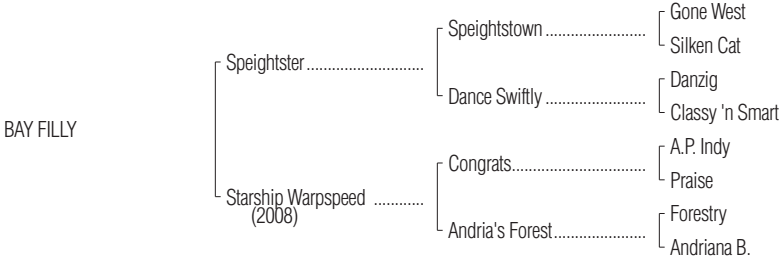 Gone West
Speightstown ........................
Silken Cat
Speightster ............................
Danzig
Dance Swiftly ........................
Classy 'n Smart
BAY FILLY
A.P. Indy
Congrats................................
Praise
Starship Warpspeed ............
(2008)
Forestry
Andria's Forest......................
Andriana B.